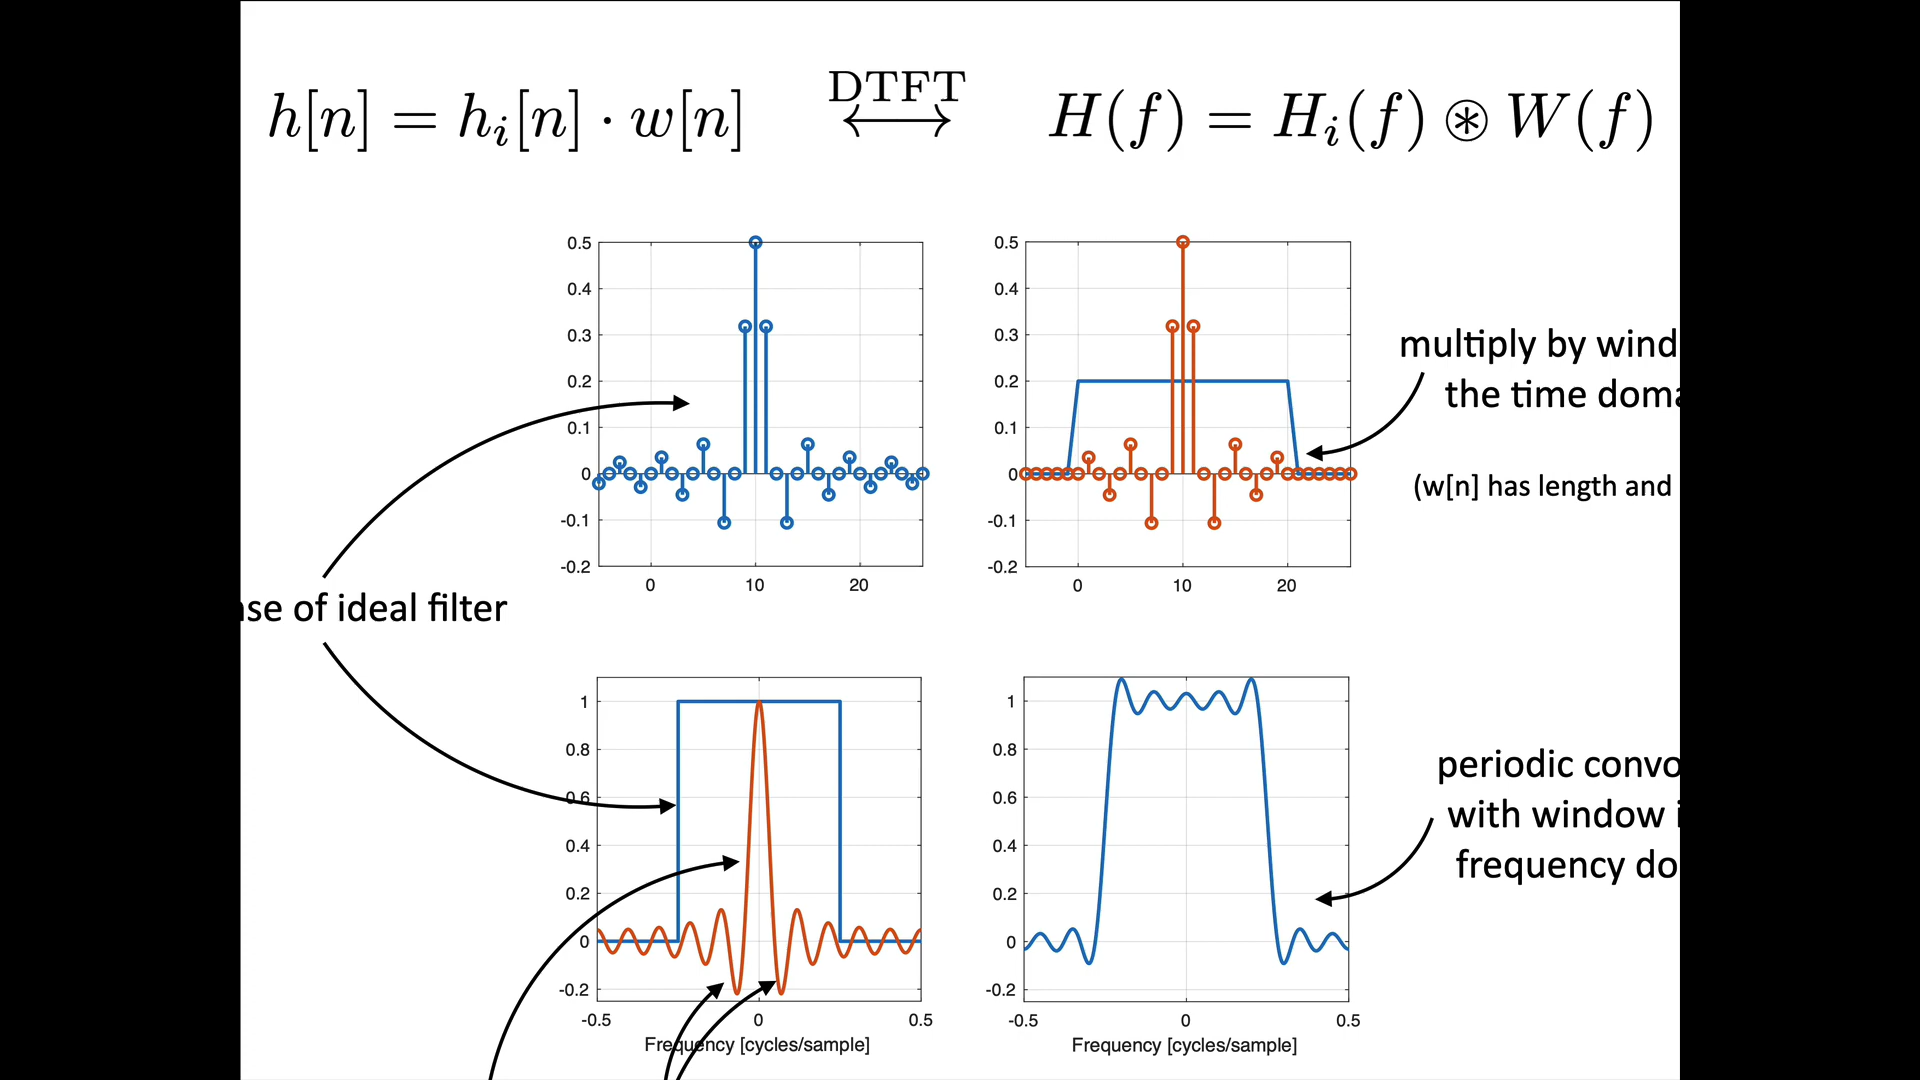 h[n] = h_i[n] · w[n] DTFT ⟷ H(f) = H_i(f) ⊛ W(f)
0.5
0.4
0.3
0.2
0.1
0
-0.1
-0.2
0 10 20
0.5
0.4
0.3
0.2
0.1
0
-0.1
-0.2
0 10 20
multiply by wind
the time doma
(w[n] has length and
se of ideal filter
1
0.8
0.6
0.4
0.2
0
-0.2
-0.5 0 0.5
Frequency [cycles/sample]
1
0.8
0.6
0.4
0.2
0
-0.2
-0.5 0 0.5
Frequency [cycles/sample]
periodic convo
with window i
frequency do